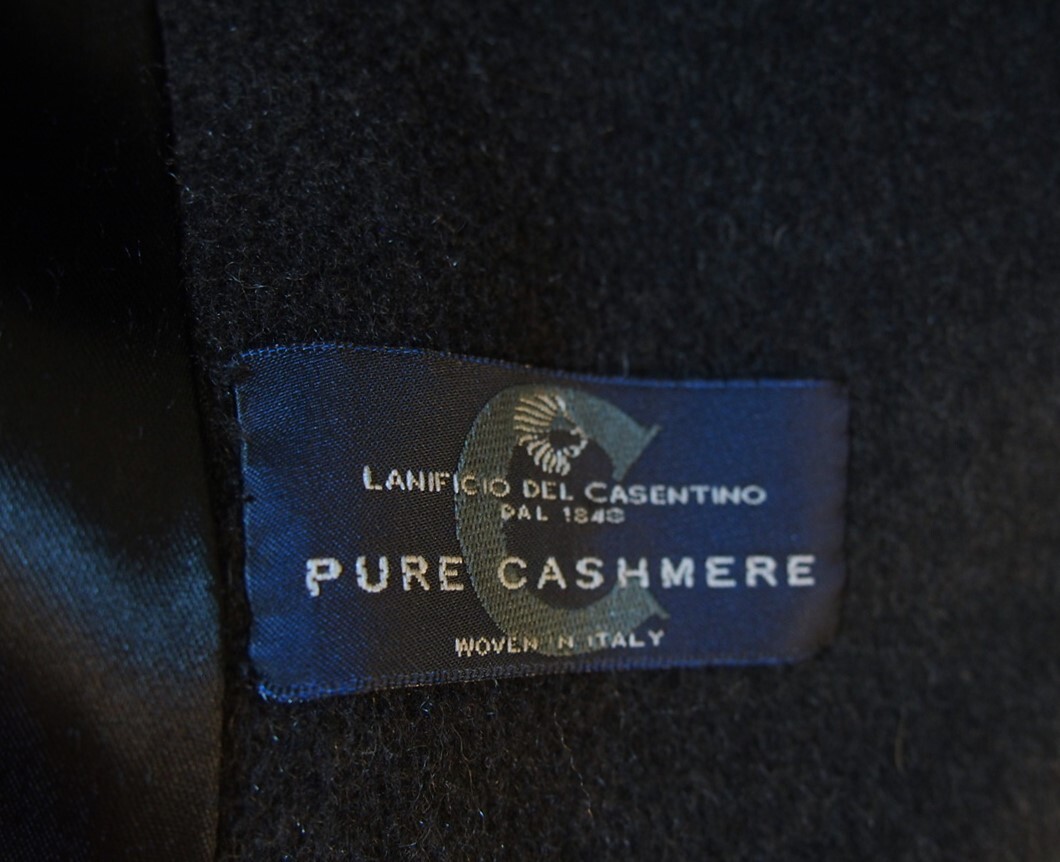 LANIFICIO DEL CASENTINO
DAL 1848
PURE CASHMERE
WOVEN IN ITALY